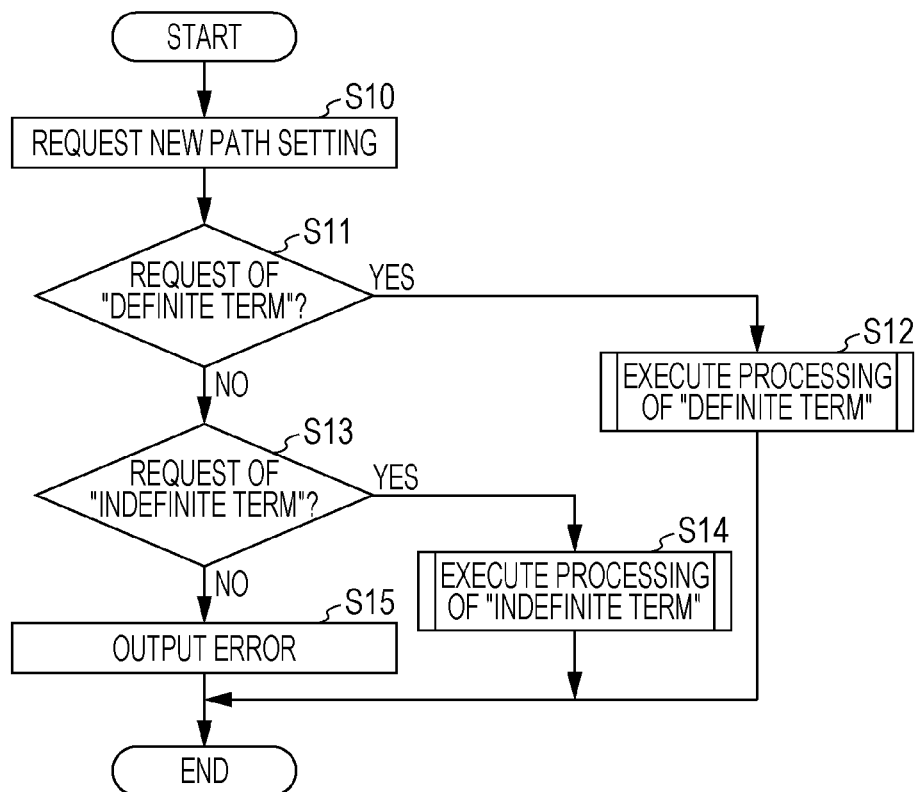 START
S10
REQUEST NEW PATH SETTING
S11
REQUEST OF
"DEFINITE TERM"?
YES
S12
EXECUTE PROCESSING
OF "DEFINITE TERM"
NO
S13
REQUEST OF
"INDEFINITE TERM"?
YES
S14
EXECUTE PROCESSING
OF "INDEFINITE TERM"
NO
S15
OUTPUT ERROR
END